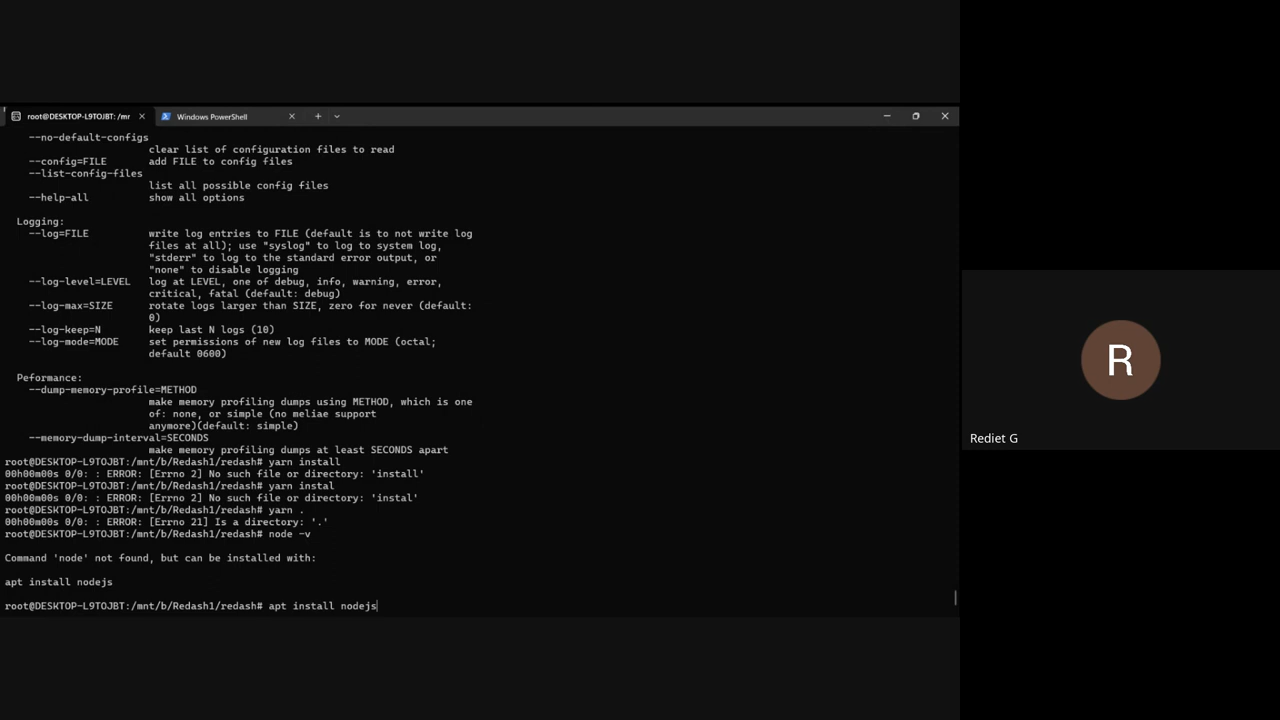 root@DESKTOP-L9TOJBT: /mr
Windows PowerShell
--no-default-configs
clear list of configuration files to read
--config=FILE add FILE to config files
--list-config-files
list all possible config files
--help-all show all options
Logging:
--log=FILE write log entries to FILE (default is to not write log
files at all); use "syslog" to log to system log,
"stderr" to log to the standard error output, or
"none" to disable logging
--log-level=LEVEL log at LEVEL, one of debug, info, warning, error,
critical, fatal (default: debug)
--log-max=SIZE rotate logs larger than SIZE, zero for never (default:
0)
--log-keep=N keep last N logs (10)
--log-mode=MODE set permissions of new log files to MODE (octal;
default 0600)
Peformance:
--dump-memory-profile=METHOD
make memory profiling dumps using METHOD, which is one
of: none, or simple (no meliae support
anymore)(default: simple)
--memory-dump-interval=SECONDS
make memory profiling dumps at least SECONDS apart
root@DESKTOP-L9TOJBT:/mnt/b/Redash1/redash# yarn install
00h00m00s 0/0: : ERROR: [Errno 2] No such file or directory: 'install'
root@DESKTOP-L9TOJBT:/mnt/b/Redash1/redash# yarn instal
00h00m00s 0/0: : ERROR: [Errno 2] No such file or directory: 'instal'
root@DESKTOP-L9TOJBT:/mnt/b/Redash1/redash# yarn .
00h00m00s 0/0: : ERROR: [Errno 21] Is a directory: '.'
root@DESKTOP-L9TOJBT:/mnt/b/Redash1/redash# node -v
Command 'node' not found, but can be installed with:
apt install nodejs
root@DESKTOP-L9TOJBT:/mnt/b/Redash1/redash# apt install nodejs
R
Rediet G